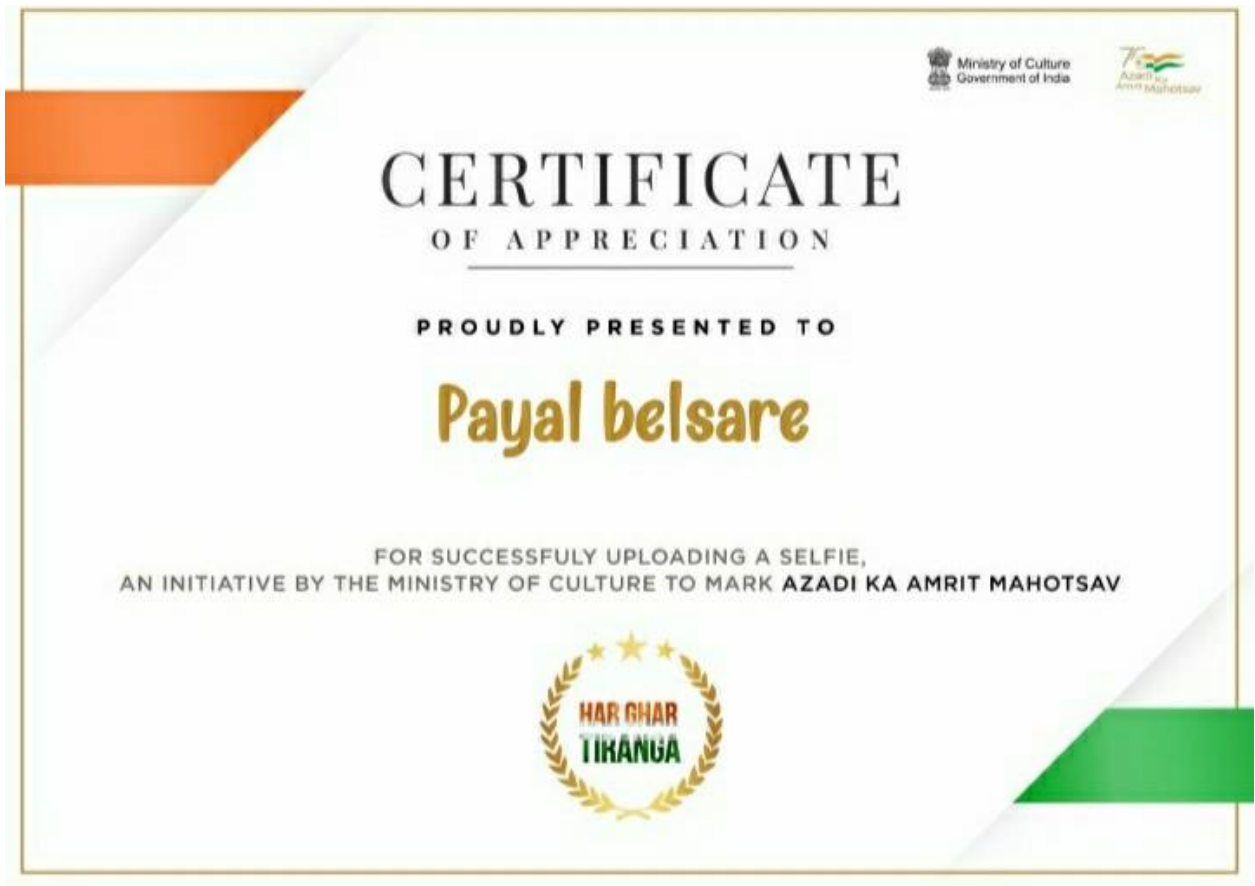 Ministry of Culture
Government of India
Azadi Ka
Amrit Mahotsav
CERTIFICATE
OF APPRECIATION
PROUDLY PRESENTED TO
Payal belsare
FOR SUCCESSFULY UPLOADING A SELFIE,
AN INITIATIVE BY THE MINISTRY OF CULTURE TO MARK AZADI KA AMRIT MAHOTSAV
HAR GHAR
TIRANGA